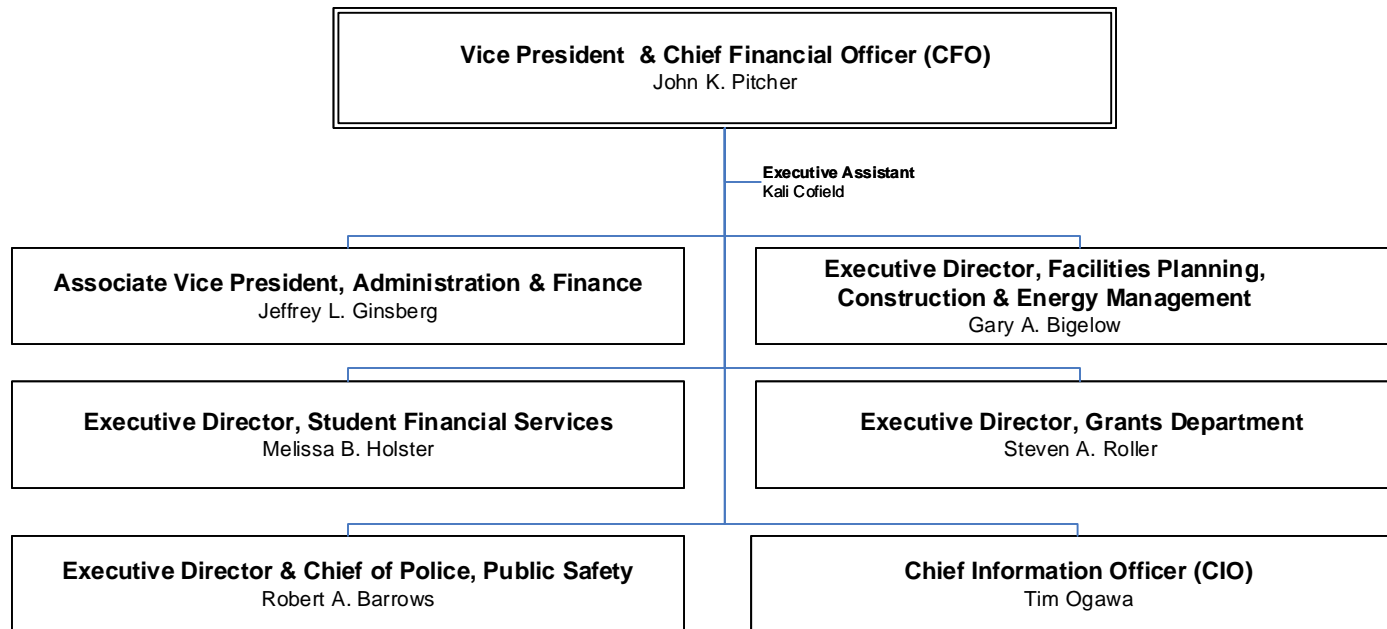 Vice President  & Chief Financial Officer (CFO)
John K. Pitcher
Executive Assistant
Kali Cofield
Associate Vice President, Administration & Finance
Jeffrey L. Ginsberg
Executive Director, Facilities Planning,
Construction & Energy Management
Gary A. Bigelow
Executive Director, Student Financial Services
Melissa B. Holster
Executive Director, Grants Department
Steven A. Roller
Executive Director & Chief of Police, Public Safety
Robert A. Barrows
Chief Information Officer (CIO)
Tim Ogawa